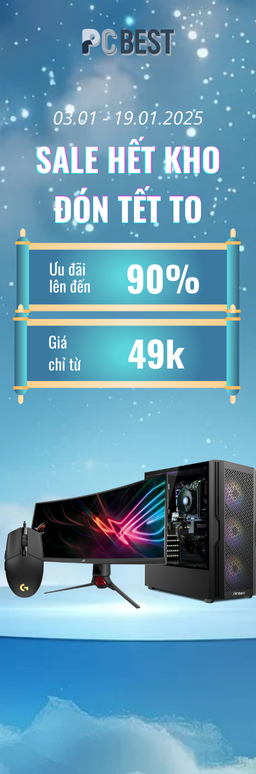 PCBEST
03.01 - 19.01.2025
SALE HẾT KHO
ĐÓN TẾT TO
Ưu đãi
lên đến
90%
Giá
chỉ từ
49k